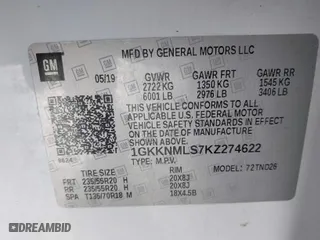 GM
MFD BY GENERAL MOTORS LLC
05/19 GVWR GAWR FRT GAWR RR
2722 KG 1350 KG 1545 KG
6001 LB 2976 LB 3406 LB
THIS VEHICLE CONFORMS TO ALL
APPLICABLE U.S. FEDERAL MOTOR
VEHICLE SAFETY STANDARDS
IN EFFECT ON THE DATE OF
MANUFACTURE SHOWN ABOVE.
1GKKNMLS7KZ274622
TYPE: M.P.V. MODEL: 72TNO26
TIRE SIZE RIM
FRT 235/55R20 H 20X8J
RR 235/55R20 H 20X8J
SPA T135/70R18 M 18X4.5B
DEALERSHIP